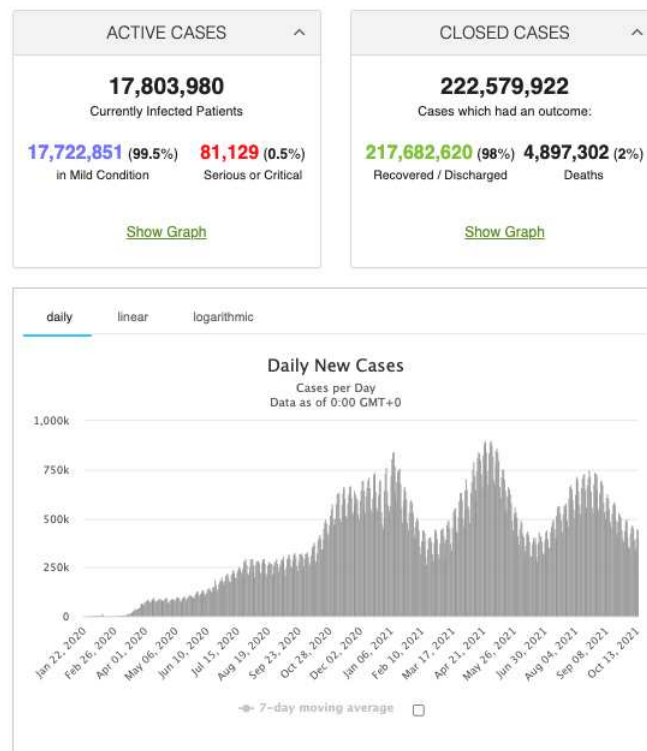 ACTIVE CASES
17,803,980
Currently Infected Patients
17,722,851 (99.5%) 81,129 (0.5%)
in Mild Condition Serious or Critical
Show Graph
CLOSED CASES
222,579,922
Cases which had an outcome:
217,682,620 (98%) 4,897,302 (2%)
Recovered / Discharged Deaths
Show Graph
daily linear logarithmic
Daily New Cases
Cases per Day
Data as of 0:00 GMT+0
1,000k
750k
500k
250k
0
Jan 22, 2020
Feb 26, 2020
Apr 01, 2020
May 06, 2020
Jun 10, 2020
Jul 15, 2020
Aug 19, 2020
Sep 23, 2020
Oct 28, 2020
Dec 02, 2020
Jan 06, 2021
Feb 10, 2021
Mar 17, 2021
Apr 21, 2021
May 26, 2021
Jun 30, 2021
Aug 04, 2021
Sep 08, 2021
Oct 13, 2021
7-day moving average